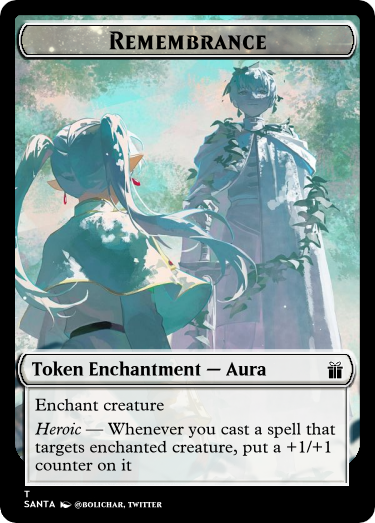 Remembrance
Token Enchantment — Aura
Enchant creature
Heroic — Whenever you cast a spell that
targets enchanted creature, put a +1/+1
counter on it
T
SANTA @BOLICHAR, TWITTER